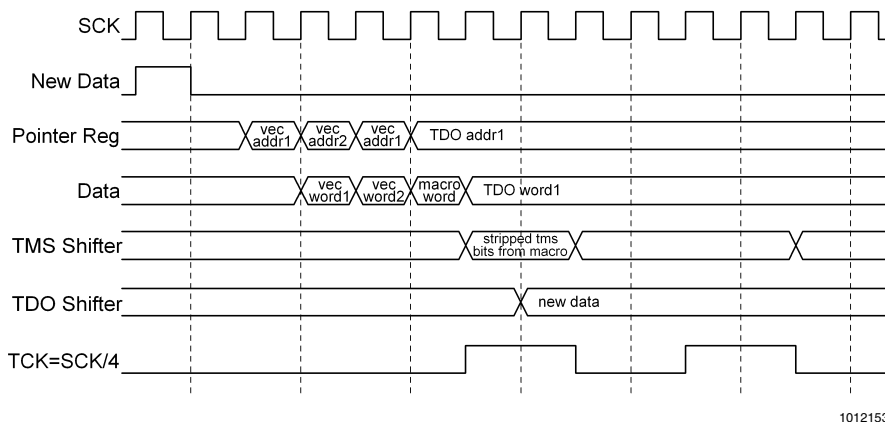 SCK
New Data
Pointer Reg
vec
addr1
vec
addr2
vec
addr1
TDO addr1
Data
vec
word1
vec
word2
macro
word
TDO word1
TMS Shifter
stripped tms
bits from macro
TDO Shifter
new data
TCK=SCK/4
1012153